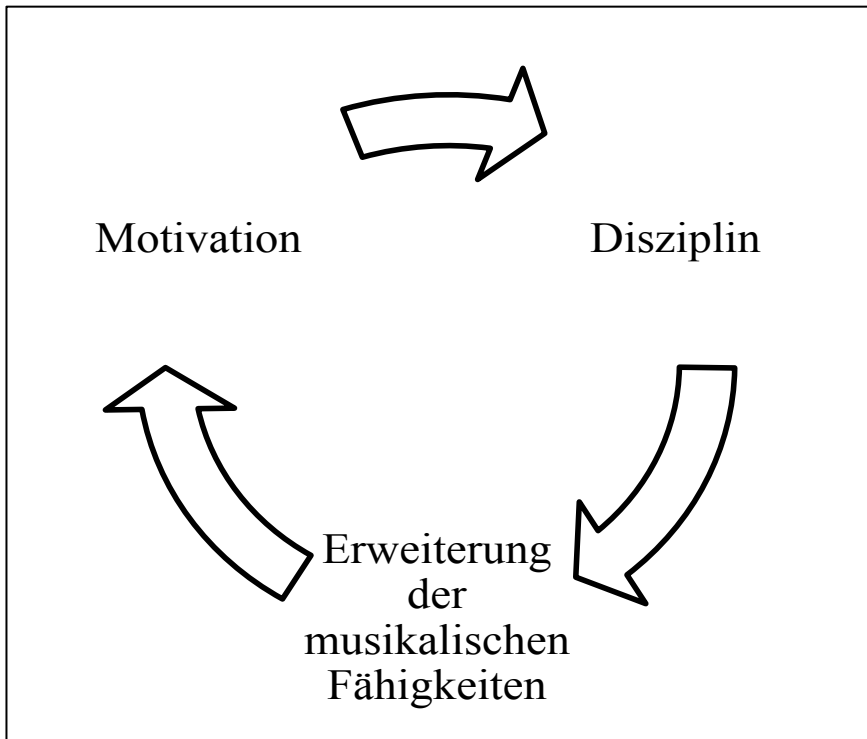 Motivation
Disziplin
Erweiterung
der
musikalischen
Fähigkeiten